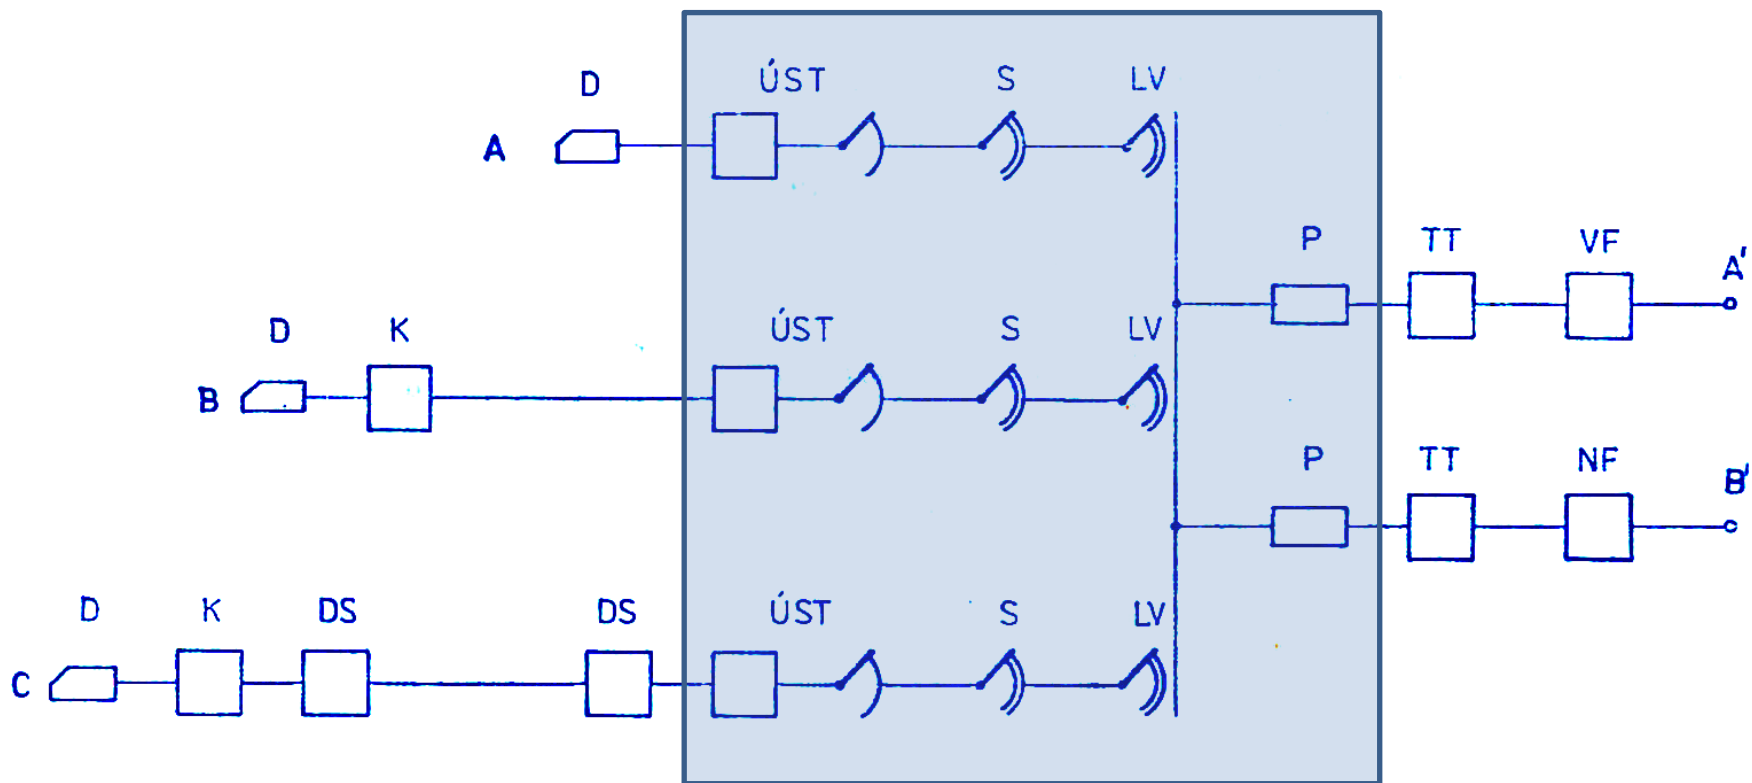 D ÚST S LV
A
P TT VF A'
D K ÚST S LV
B
P TT NF B'
D K DS DS ÚST S LV
C